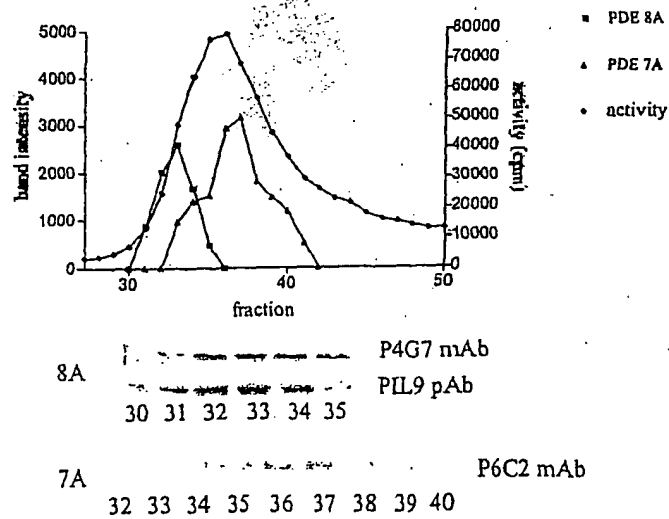 5000
4000
3000
2000
1000
0
band intensity
80000
70000
60000
50000
40000
30000
20000
10000
0
activity (cpm)
30 40 50
fraction
PDE 8A
PDE 7A
activity
8A
P4G7 mAb
PIL9 pAb
30 31 32 33 34 35
7A
P6C2 mAb
32 33 34 35 36 37 38 39 40